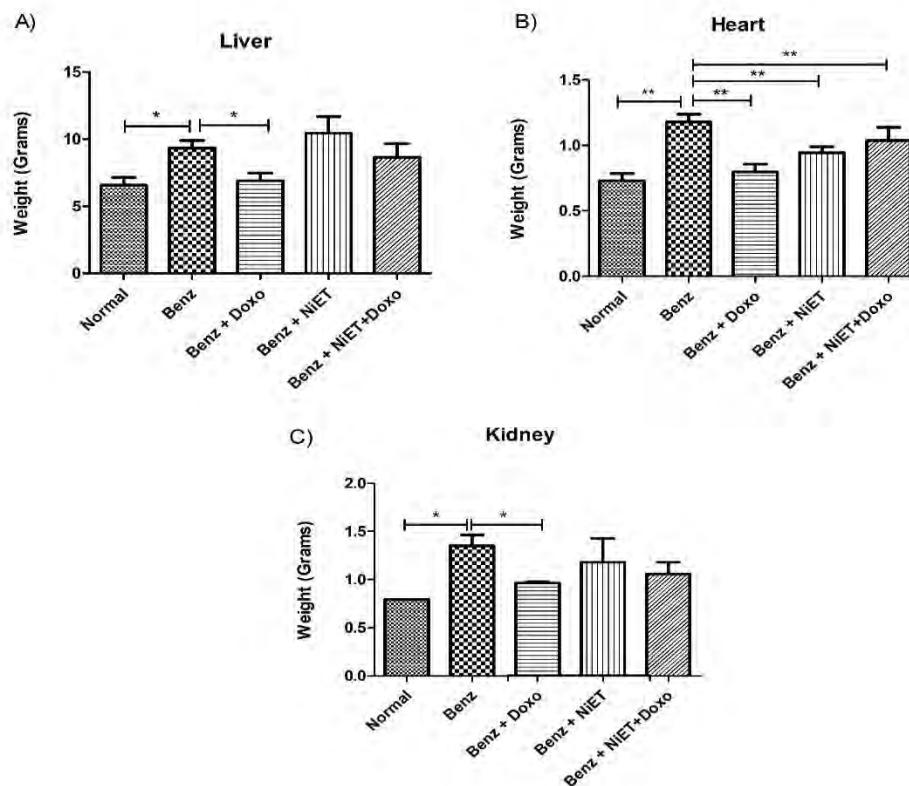 A)
Liver
Weight (Grams)
15
10
5
0
*
*
Normal
Benz
Benz + Doxo
Benz + NiET
Benz + NiET+Doxo
B)
Heart
Weight (Grams)
1.5
1.0
0.5
0.0
**
**
**
**
Normal
Benz
Benz + Doxo
Benz + NiET
Benz + NiET+Doxo
C)
Kidney
Weight (Grams)
2.0
1.5
1.0
0.5
0.0
*
*
Normal
Benz
Benz + Doxo
Benz + NiET
Benz + NiET+Doxo